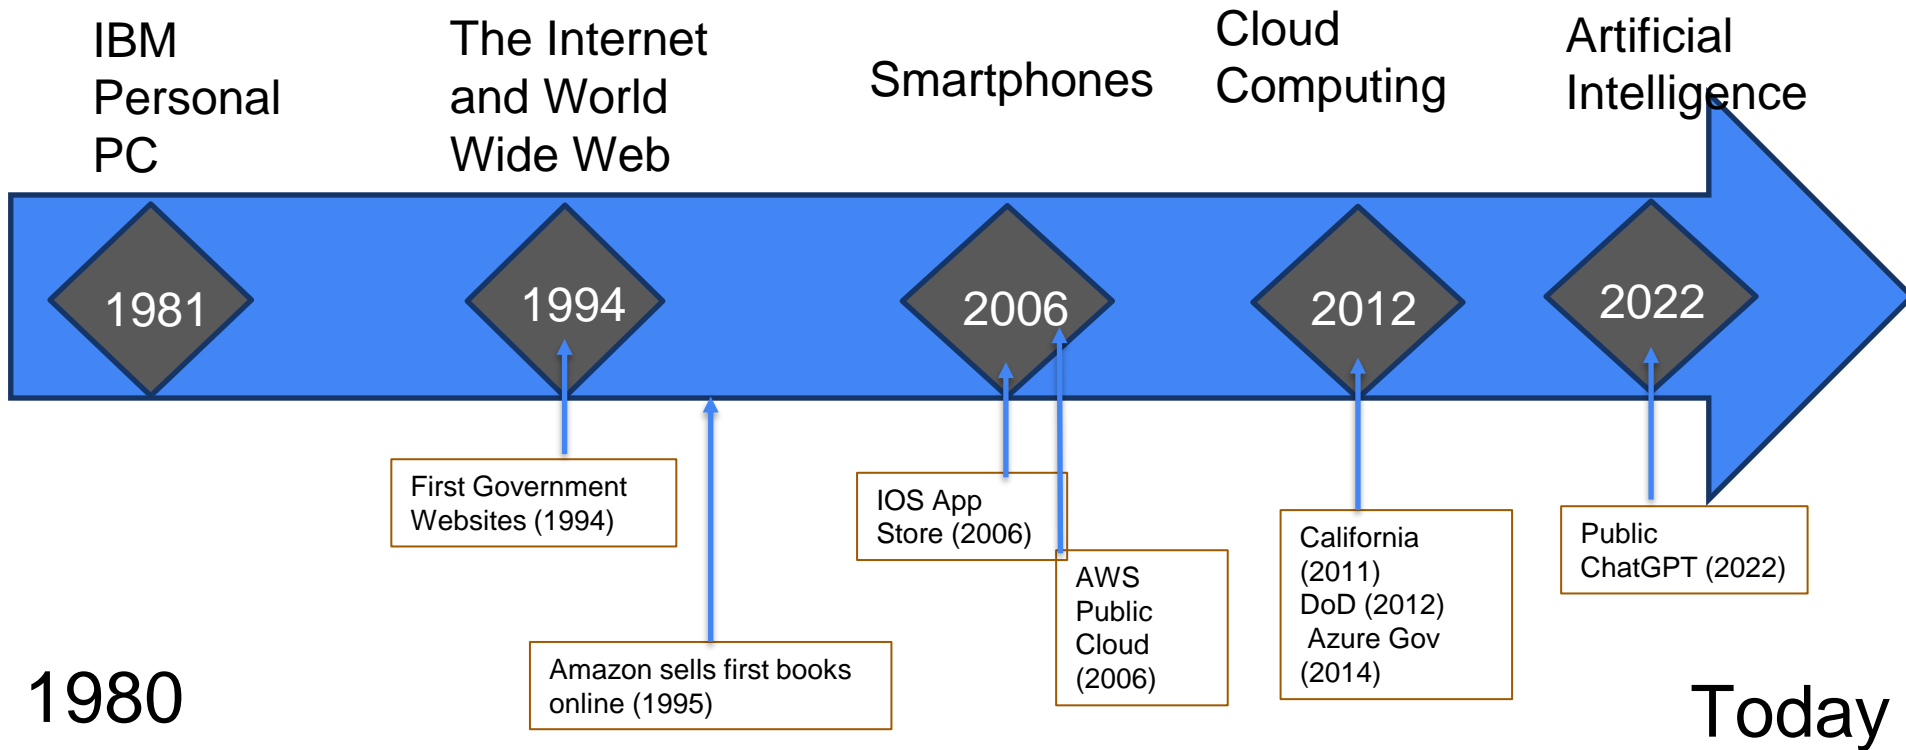 IBM
Personal
PC
The Internet
and World
Wide Web
Smartphones
Cloud
Computing
Artificial
Intelligence
1981
1994
2006
2012
2022
First Government
Websites (1994)
Amazon sells first books
online (1995)
IOS App
Store (2006)
AWS
Public
Cloud
(2006)
California
(2011)
DoD (2012)
Azure Gov
(2014)
Public
ChatGPT (2022)
1980
Today